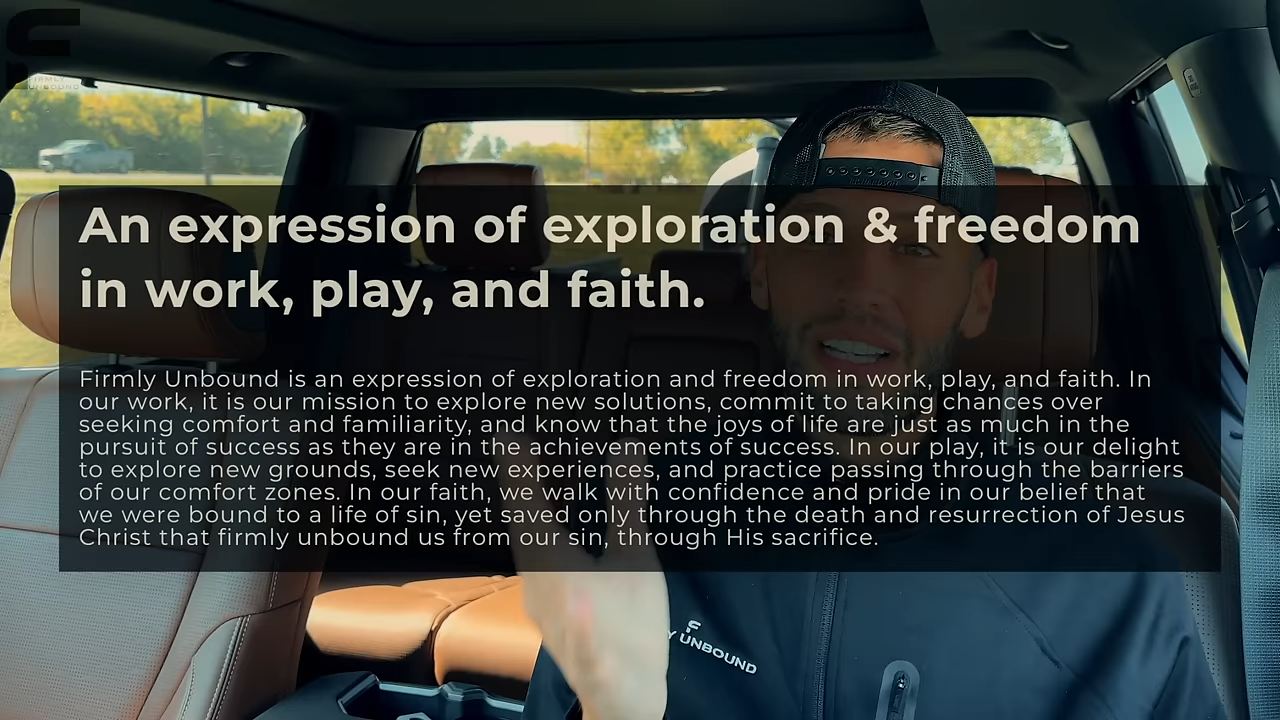 FIRMLY
UNBOUND
An expression of exploration & freedom
in work, play, and faith.
Firmly Unbound is an expression of exploration and freedom in work, play, and faith. In
our work, it is our mission to explore new solutions, commit to taking chances over
seeking comfort and familiarity, and know that the joys of life are just as much in the
pursuit of success as they are in the achievements of success. In our play, it is our delight
to explore new grounds, seek new experiences, and practice passing through the barriers
of our comfort zones. In our faith, we walk with confidence and pride in our belief that
we were bound to a life of sin, yet saved only through the death and resurrection of Jesus
Christ that firmly unbound us from our sin, through His sacrifice.
Y UNBOUND